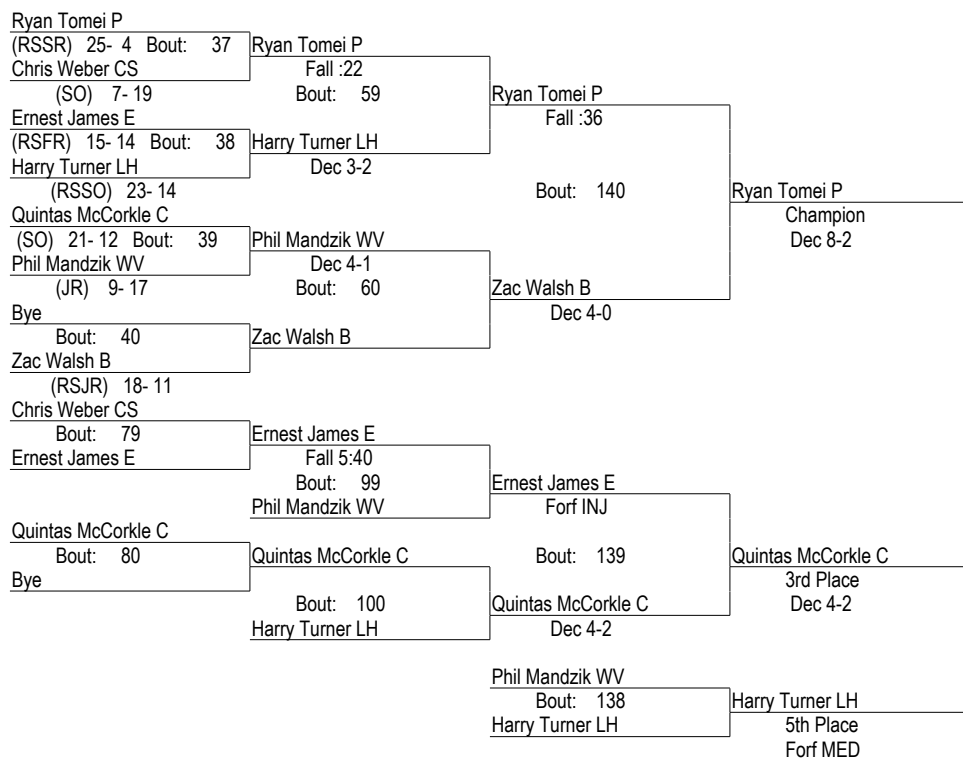 Ryan Tomei P
(RSSR) 25- 4 Bout: 37 Ryan Tomei P
Chris Weber CS Fall :22
(SO) 7- 19 Bout: 59 Ryan Tomei P
Ernest James E Fall :36
(RSFR) 15- 14 Bout: 38 Harry Turner LH
Harry Turner LH Dec 3-2
(RSSO) 23- 14 Bout: 140 Ryan Tomei P
Quintas McCorkle C Champion
(SO) 21- 12 Bout: 39 Phil Mandzik WV Dec 8-2
Phil Mandzik WV Dec 4-1
(JR) 9- 17 Bout: 60 Zac Walsh B
Bye Dec 4-0
Bout: 40 Zac Walsh B
Zac Walsh B
(RSJR) 18- 11
Chris Weber CS
Bout: 79 Ernest James E
Ernest James E Fall 5:40
Bout: 99 Ernest James E
Phil Mandzik WV Forf INJ
Quintas McCorkle C
Bout: 80 Quintas McCorkle C Bout: 139 Quintas McCorkle C
Bye 3rd Place
Bout: 100 Quintas McCorkle C Dec 4-2
Harry Turner LH Dec 4-2
Phil Mandzik WV
Bout: 138 Harry Turner LH
Harry Turner LH 5th Place
Forf MED